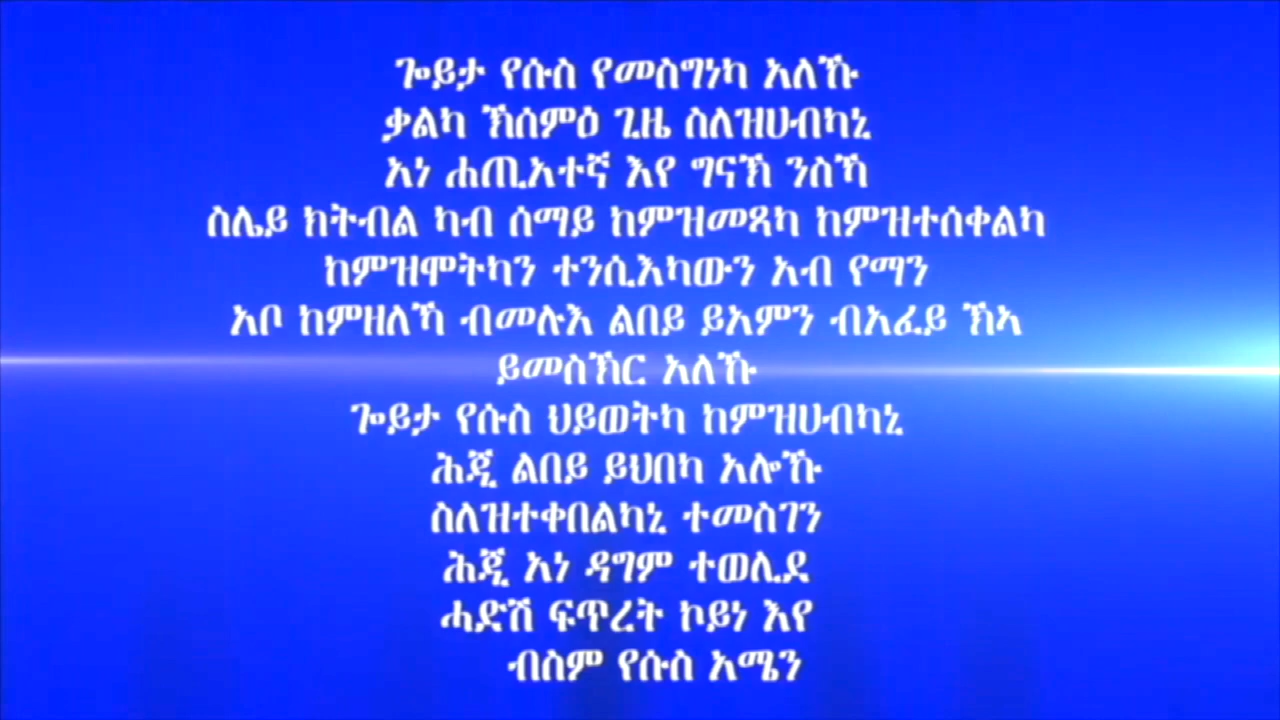 ጐይታ የሱስ የመስግነካ አለኹ
ቃልካ ኽሰምዕ ጊዜ ስለዝሀብካኒ
አነ ሐጢአተኛ እየ ግናኽ ንስኻ
ስሌይ ክትብል ካብ ሰማይ ከምዝመጻካ ከምዝተሰቀልካ
ከምዝሞትካን ተንሲእካውን አብ የማን
አቦ ከምዘለኻ ብመሉእ ልበይ ይአምን ብአፈይ ኽኣ
ይመስኽር አለኹ
ጐይታ የሱስ ህይወትካ ከምዝሀብካኒ
ሕጂ ልበይ ይህበካ አሎኹ
ስለዝተቀበልካኒ ተመስገን
ሕጂ አነ ዳግም ተወሊደ
ሓድሽ ፍጥረት ኮይነ እየ
ብስም የሱስ አሜን